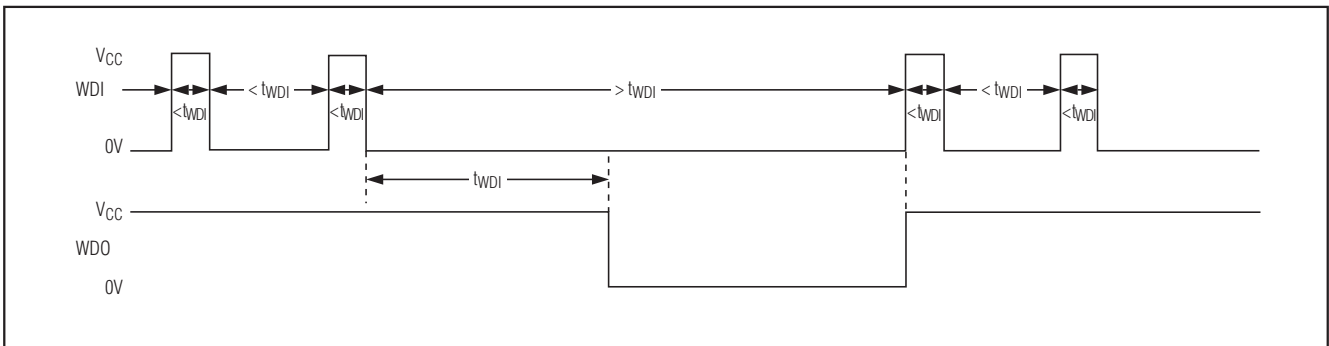 VCC
WDI < tWDI > tWDI < tWDI
<tWDI <tWDI <tWDI <tWDI
0V
tWDI
VCC
WDO
0V